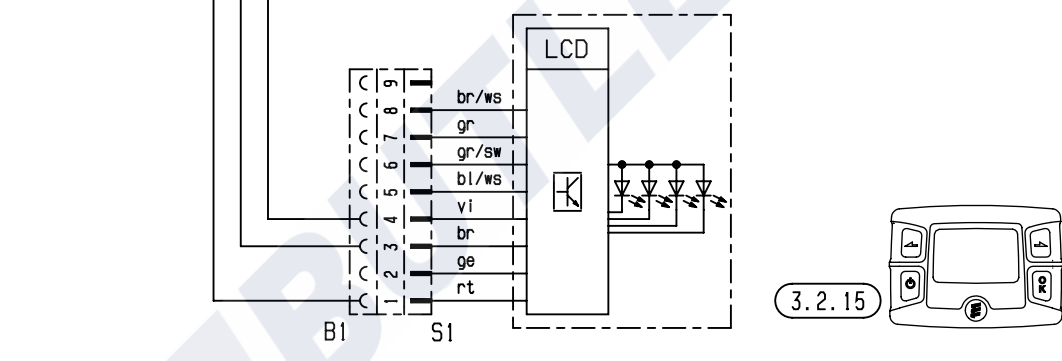 LCD
9
8 br/ws
7 gr
6 gr/sw
5 bl/ws
4 vi
3 br
2 ge
1 rt
B1 S1
3.2.15
OK
BUTLE